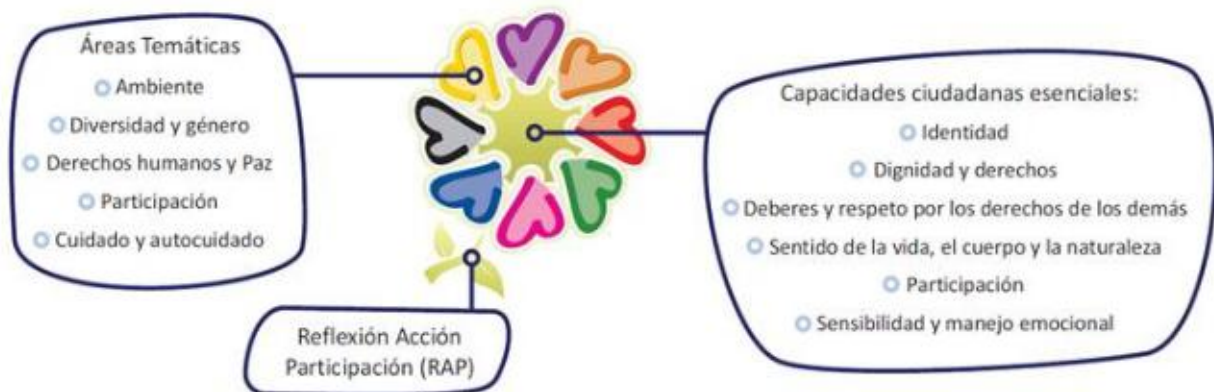 Áreas Temáticas
Ambiente
Diversidad y género
Derechos humanos y Paz
Participación
Cuidado y autocuidado
Reflexión Acción
Participación (RAP)
Capacidades ciudadanas esenciales:
Identidad
Dignidad y derechos
Deberes y respeto por los derechos de los demás
Sentido de la vida, el cuerpo y la naturaleza
Participación
Sensibilidad y manejo emocional